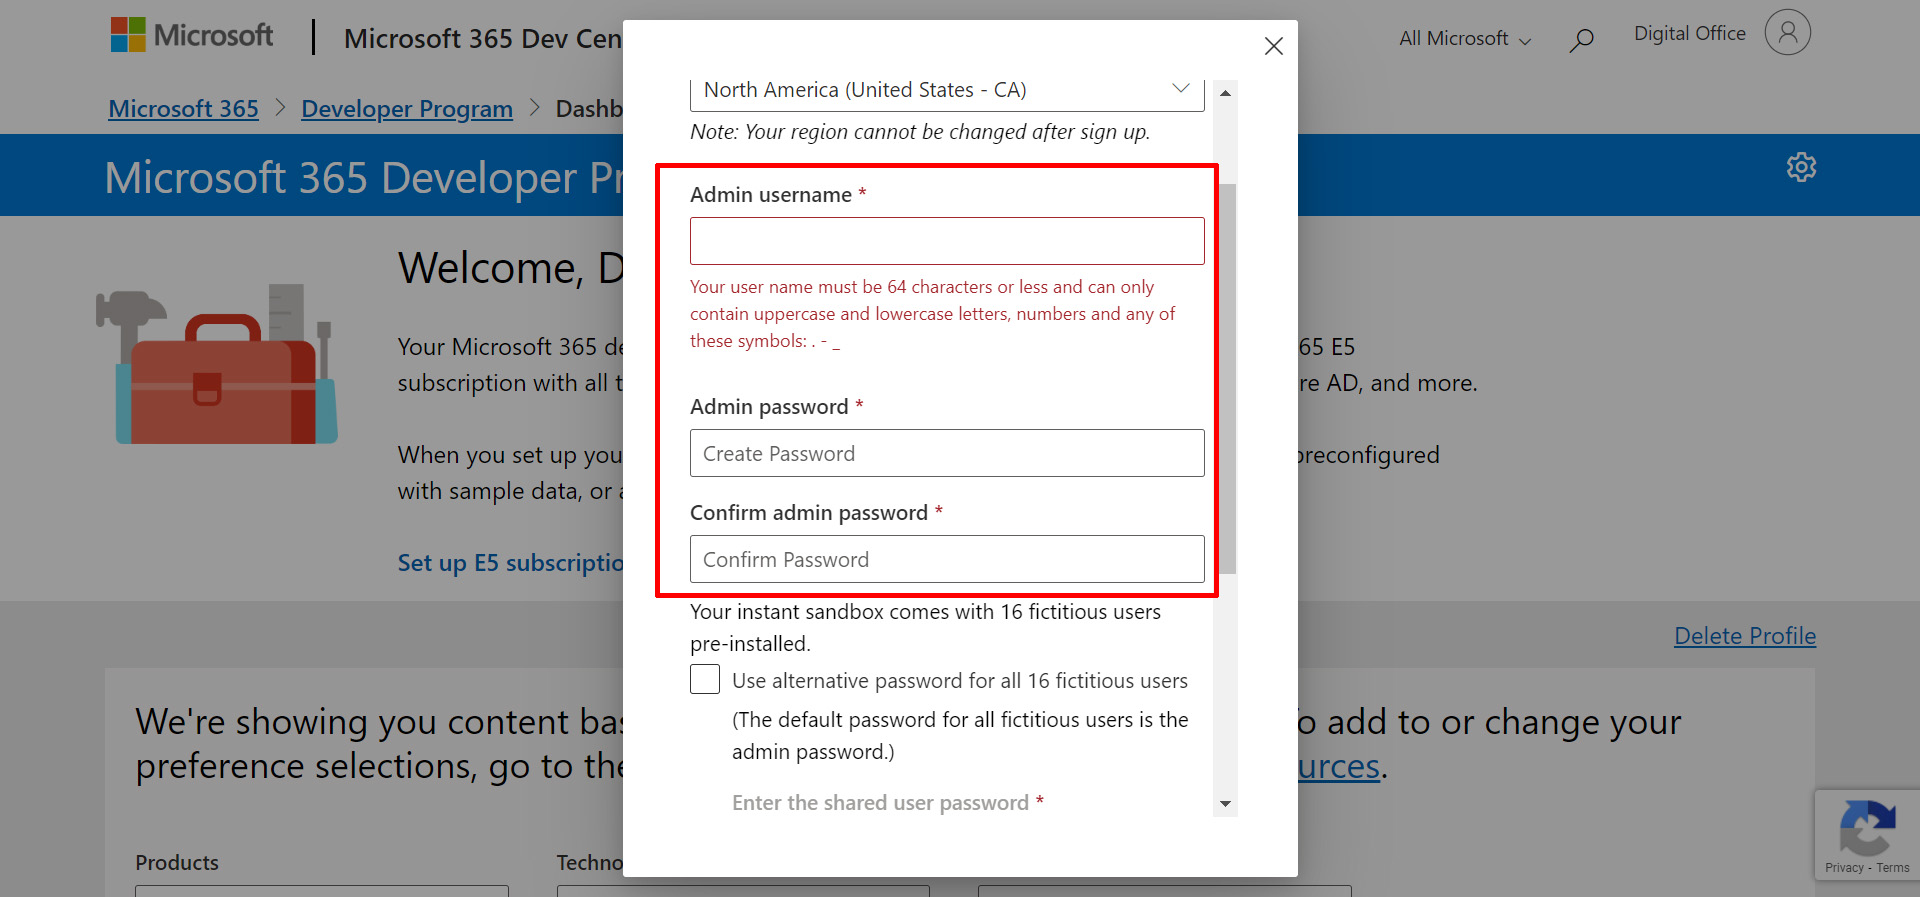 Microsoft
Microsoft 365 Dev Cen
All Microsoft
Digital Office
Microsoft 365 > Developer Program > Dashb
Microsoft 365 Developer Pr
Welcome, D
Your Microsoft 365 de
65 E5
subscription with all t
re AD, and more.
When you set up you
preconfigured
with sample data, or a
Set up E5 subscriptio
Delete Profile
We're showing you content bas
o add to or change your
preference selections, go to the
urces.
Products
Techno
North America (United States - CA)
Note: Your region cannot be changed after sign up.
Admin username *
Your user name must be 64 characters or less and can only
contain uppercase and lowercase letters, numbers and any of
these symbols: . - _
Admin password *
Create Password
Confirm admin password *
Confirm Password
Your instant sandbox comes with 16 fictitious users
pre-installed.
Use alternative password for all 16 fictitious users
(The default password for all fictitious users is the
admin password.)
Enter the shared user password *
Privacy - Terms